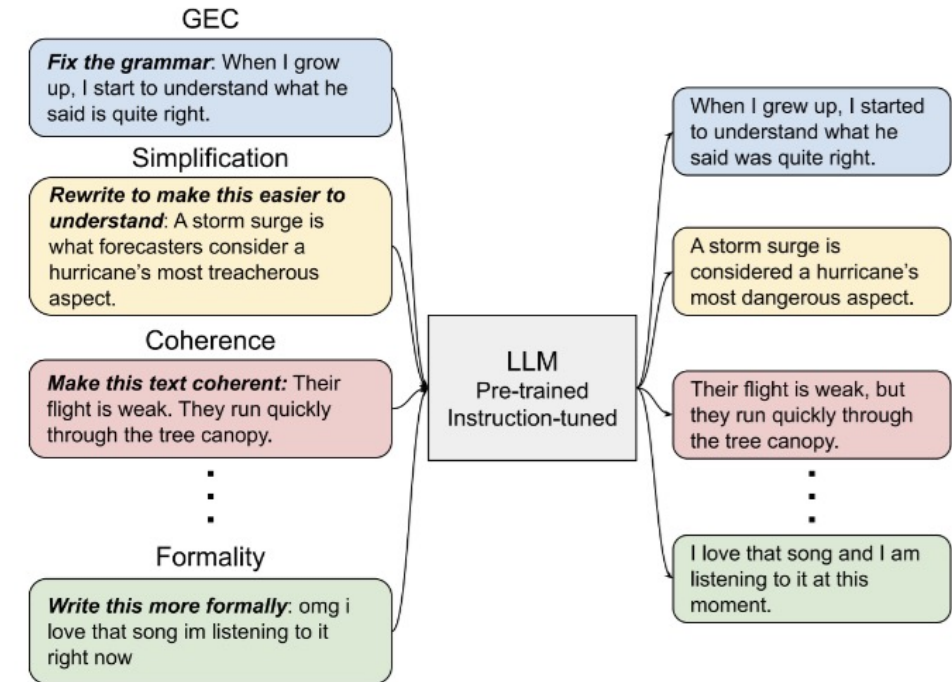 GEC
Fix the grammar: When I grow
up, I start to understand what he
said is quite right.
Simplification
Rewrite to make this easier to
understand: A storm surge is
what forecasters consider a
hurricane’s most treacherous
aspect.
Coherence
Make this text coherent: Their
flight is weak. They run quickly
through the tree canopy.
Formality
Write this more formally: omg i
love that song im listening to it
right now
LLM
Pre-trained
Instruction-tuned
When I grew up, I started
to understand what he
said was quite right.
A storm surge is
considered a hurricane’s
most dangerous aspect.
Their flight is weak, but
they run quickly through
the tree canopy.
I love that song and I am
listening to it at this
moment.